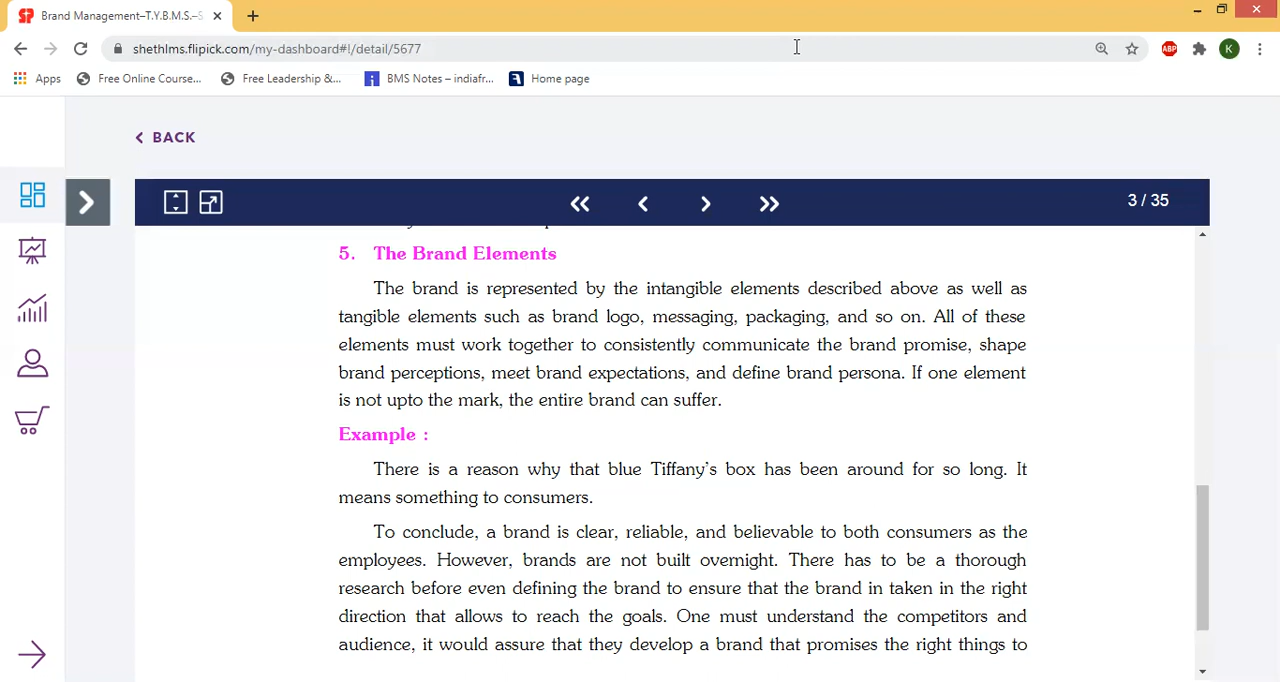 Brand Management–T.Y.B.M.S.–S
shethlms.flipick.com/my-dashboard#!/detail/5677
ABP
K
Apps
Free Online Course...
Free Leadership &...
BMS Notes – indiafr...
Home page
BACK
3 / 35
5. The Brand Elements
The brand is represented by the intangible elements described above as well as
tangible elements such as brand logo, messaging, packaging, and so on. All of these
elements must work together to consistently communicate the brand promise, shape
brand perceptions, meet brand expectations, and define brand persona. If one element
is not upto the mark, the entire brand can suffer.
Example :
There is a reason why that blue Tiffany's box has been around for so long. It
means something to consumers.
To conclude, a brand is clear, reliable, and believable to both consumers as the
employees. However, brands are not built overnight. There has to be a thorough
research before even defining the brand to ensure that the brand in taken in the right
direction that allows to reach the goals. One must understand the competitors and
audience, it would assure that they develop a brand that promises the right things to